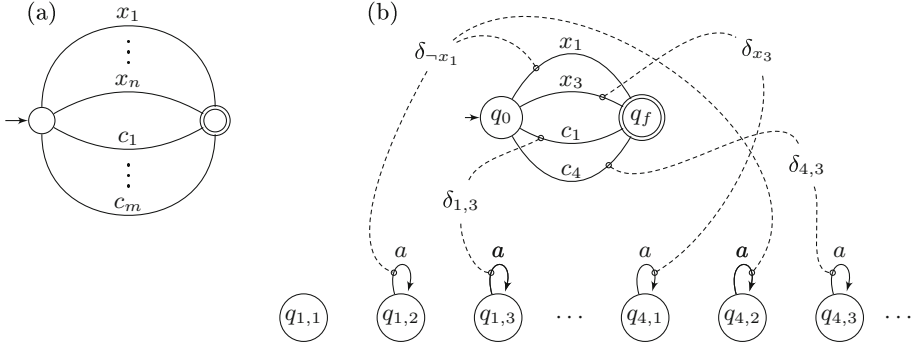 (a)
x₁
⋮
xₙ
c₁
⋮
cₘ
(b)
δ¬x₁
x₁
x₃
c₁
c₄
q₀
q_f
δx₃
δ₁,₃
δ₄,₃
a a a a a
q₁,₁ q₁,₂ q₁,₃ ⋯ q₄,₁ q₄,₂ q₄,₃ ⋯